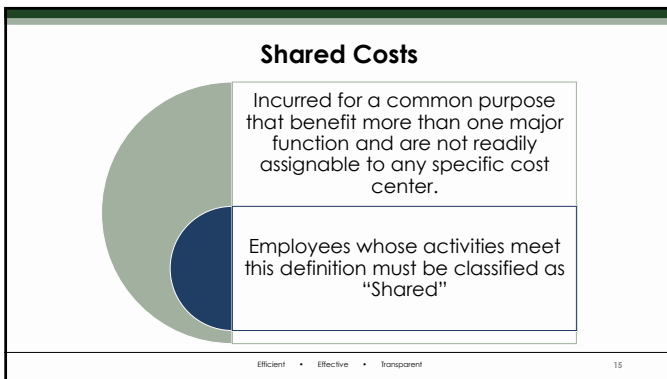 Shared Costs
Incurred for a common purpose
that benefit more than one major
function and are not readily
assignable to any specific cost
center.
Employees whose activities meet
this definition must be classified as
“Shared”
Efficient • Effective • Transparent
15